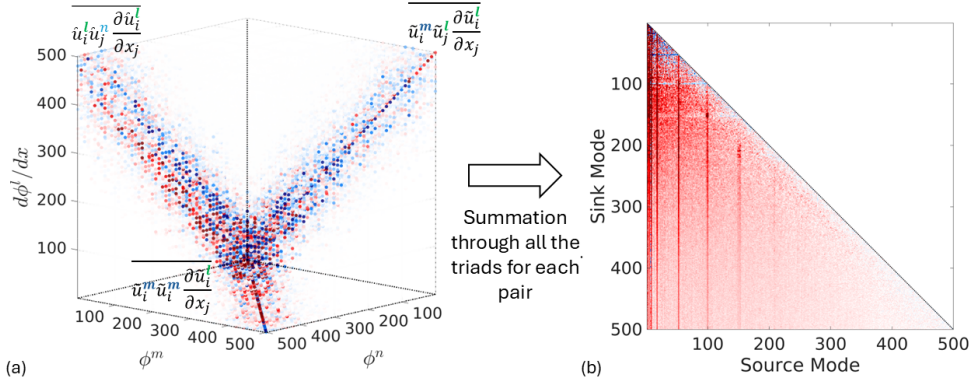 \overline{\hat{u}_i^l \hat{u}_j^n \frac{\partial \hat{u}_i^l}{\partial x_j}}
\overline{\tilde{u}_i^m \tilde{u}_j^l \frac{\partial \tilde{u}_i^l}{\partial x_j}}
500
400
300
200
100
dϕ^l/dx
\overline{\tilde{u}_i^m \tilde{u}_i^m \frac{\partial \tilde{u}_i^l}{\partial x_j}}
100 200 300 400 500
500 400 300 200 100
ϕ^m
ϕ^n
(a)
Summation
through all the
triads for each
pair
100
200
300
400
500
Sink Mode
100 200 300 400 500
Source Mode
(b)